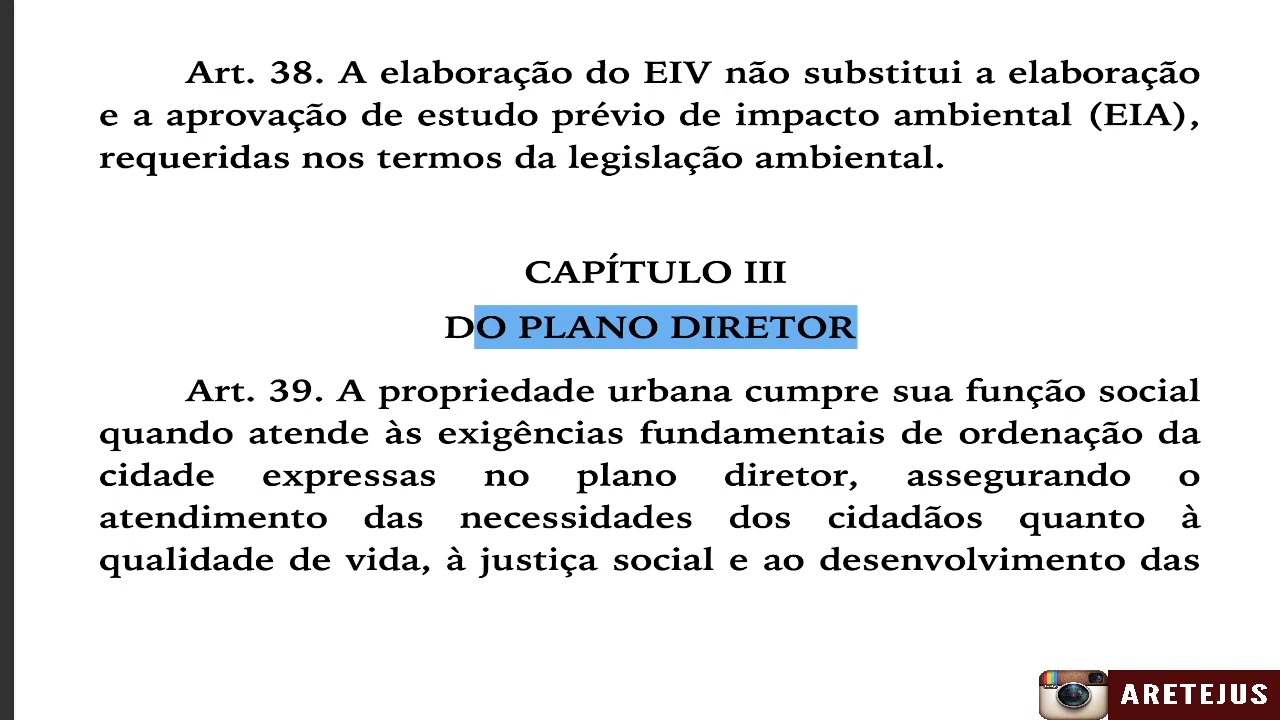 Art. 38. A elaboração do EIV não substitui a elaboração
e a aprovação de estudo prévio de impacto ambiental (EIA),
requeridas nos termos da legislação ambiental.
CAPÍTULO III
DO PLANO DIRETOR
Art. 39. A propriedade urbana cumpre sua função social
quando atende às exigências fundamentais de ordenação da
cidade expressas no plano diretor, assegurando o
atendimento das necessidades dos cidadãos quanto à
qualidade de vida, à justiça social e ao desenvolvimento das
ARETEJUS